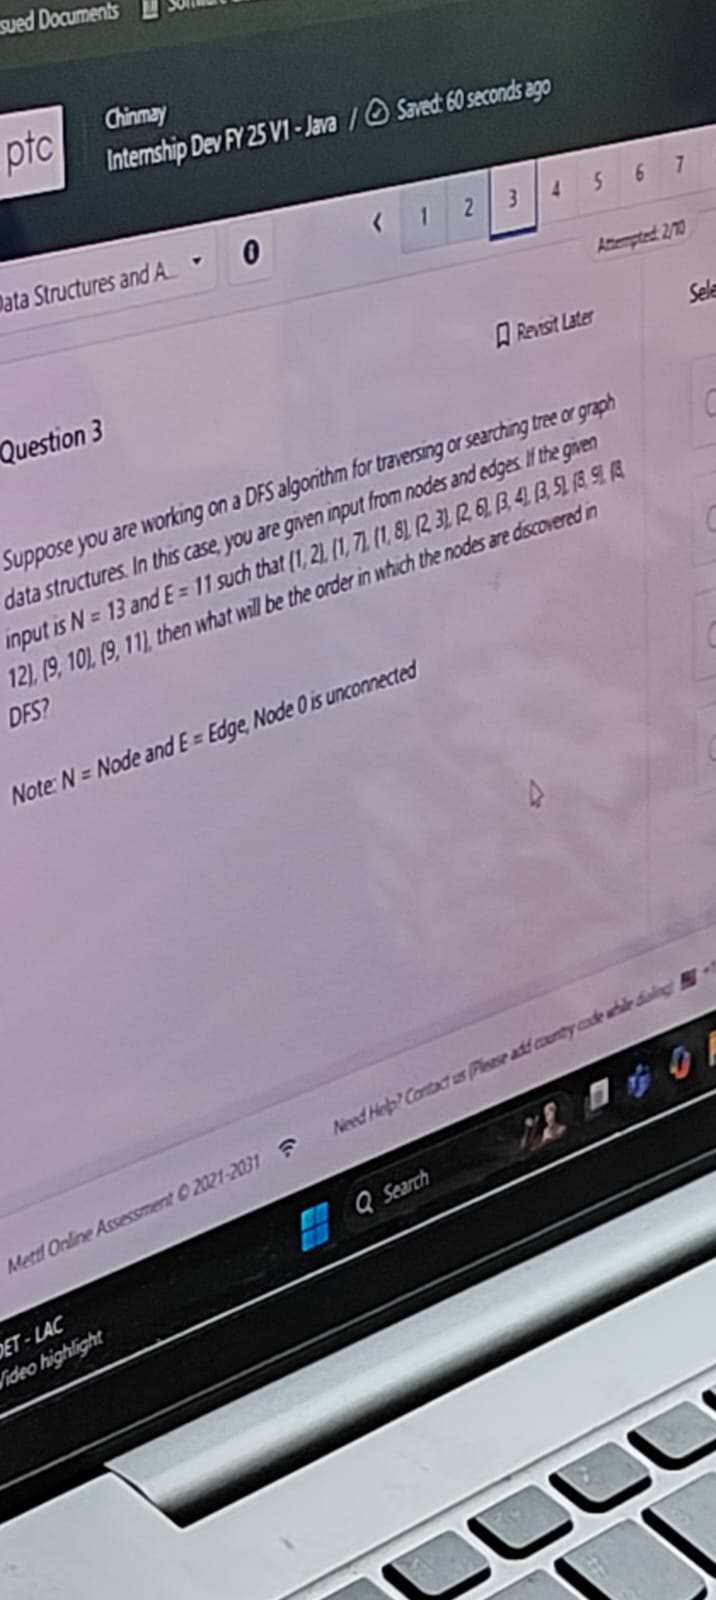 sued Documents
ptc
Chinmay
Internship Dev FY 25 V1 - Java / Saved: 60 seconds ago
Data Structures and A...
1 2 3 4 5 6 7
Attempted: 2/10
Revisit Later
Sele
Question 3
Suppose you are working on a DFS algorithm for traversing or searching tree or graph
data structures. In this case, you are given input from nodes and edges. If the given
input is N = 13 and E = 11 such that {1, 2}, {1, 7}, {1, 8}, {2, 3}, {2, 6}, {3, 4}, {3, 5}, {8, 9}, {8,
12}, {9, 10}, {9, 11}, then what will be the order in which the nodes are discovered in
DFS?
Note: N = Node and E = Edge, Node 0 is unconnected
Mettl Online Assessment © 2021-2031
Need Help? Contact us (Please add country code while dialing)
Search
DET - LAC
Video highlight